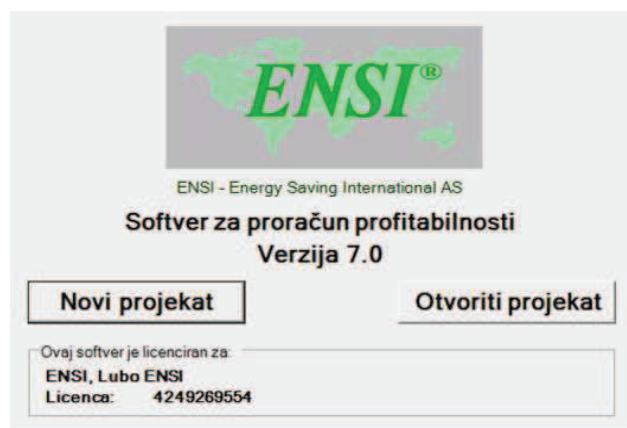 ENSI®
ENSI - Energy Saving International AS
Softver za proračun profitabilnosti
Verzija 7.0
Novi projekat
Otvoriti projekat
Ovaj softver je licenciran za:
ENSI, Lubo ENSI
Licenca: 4249269554